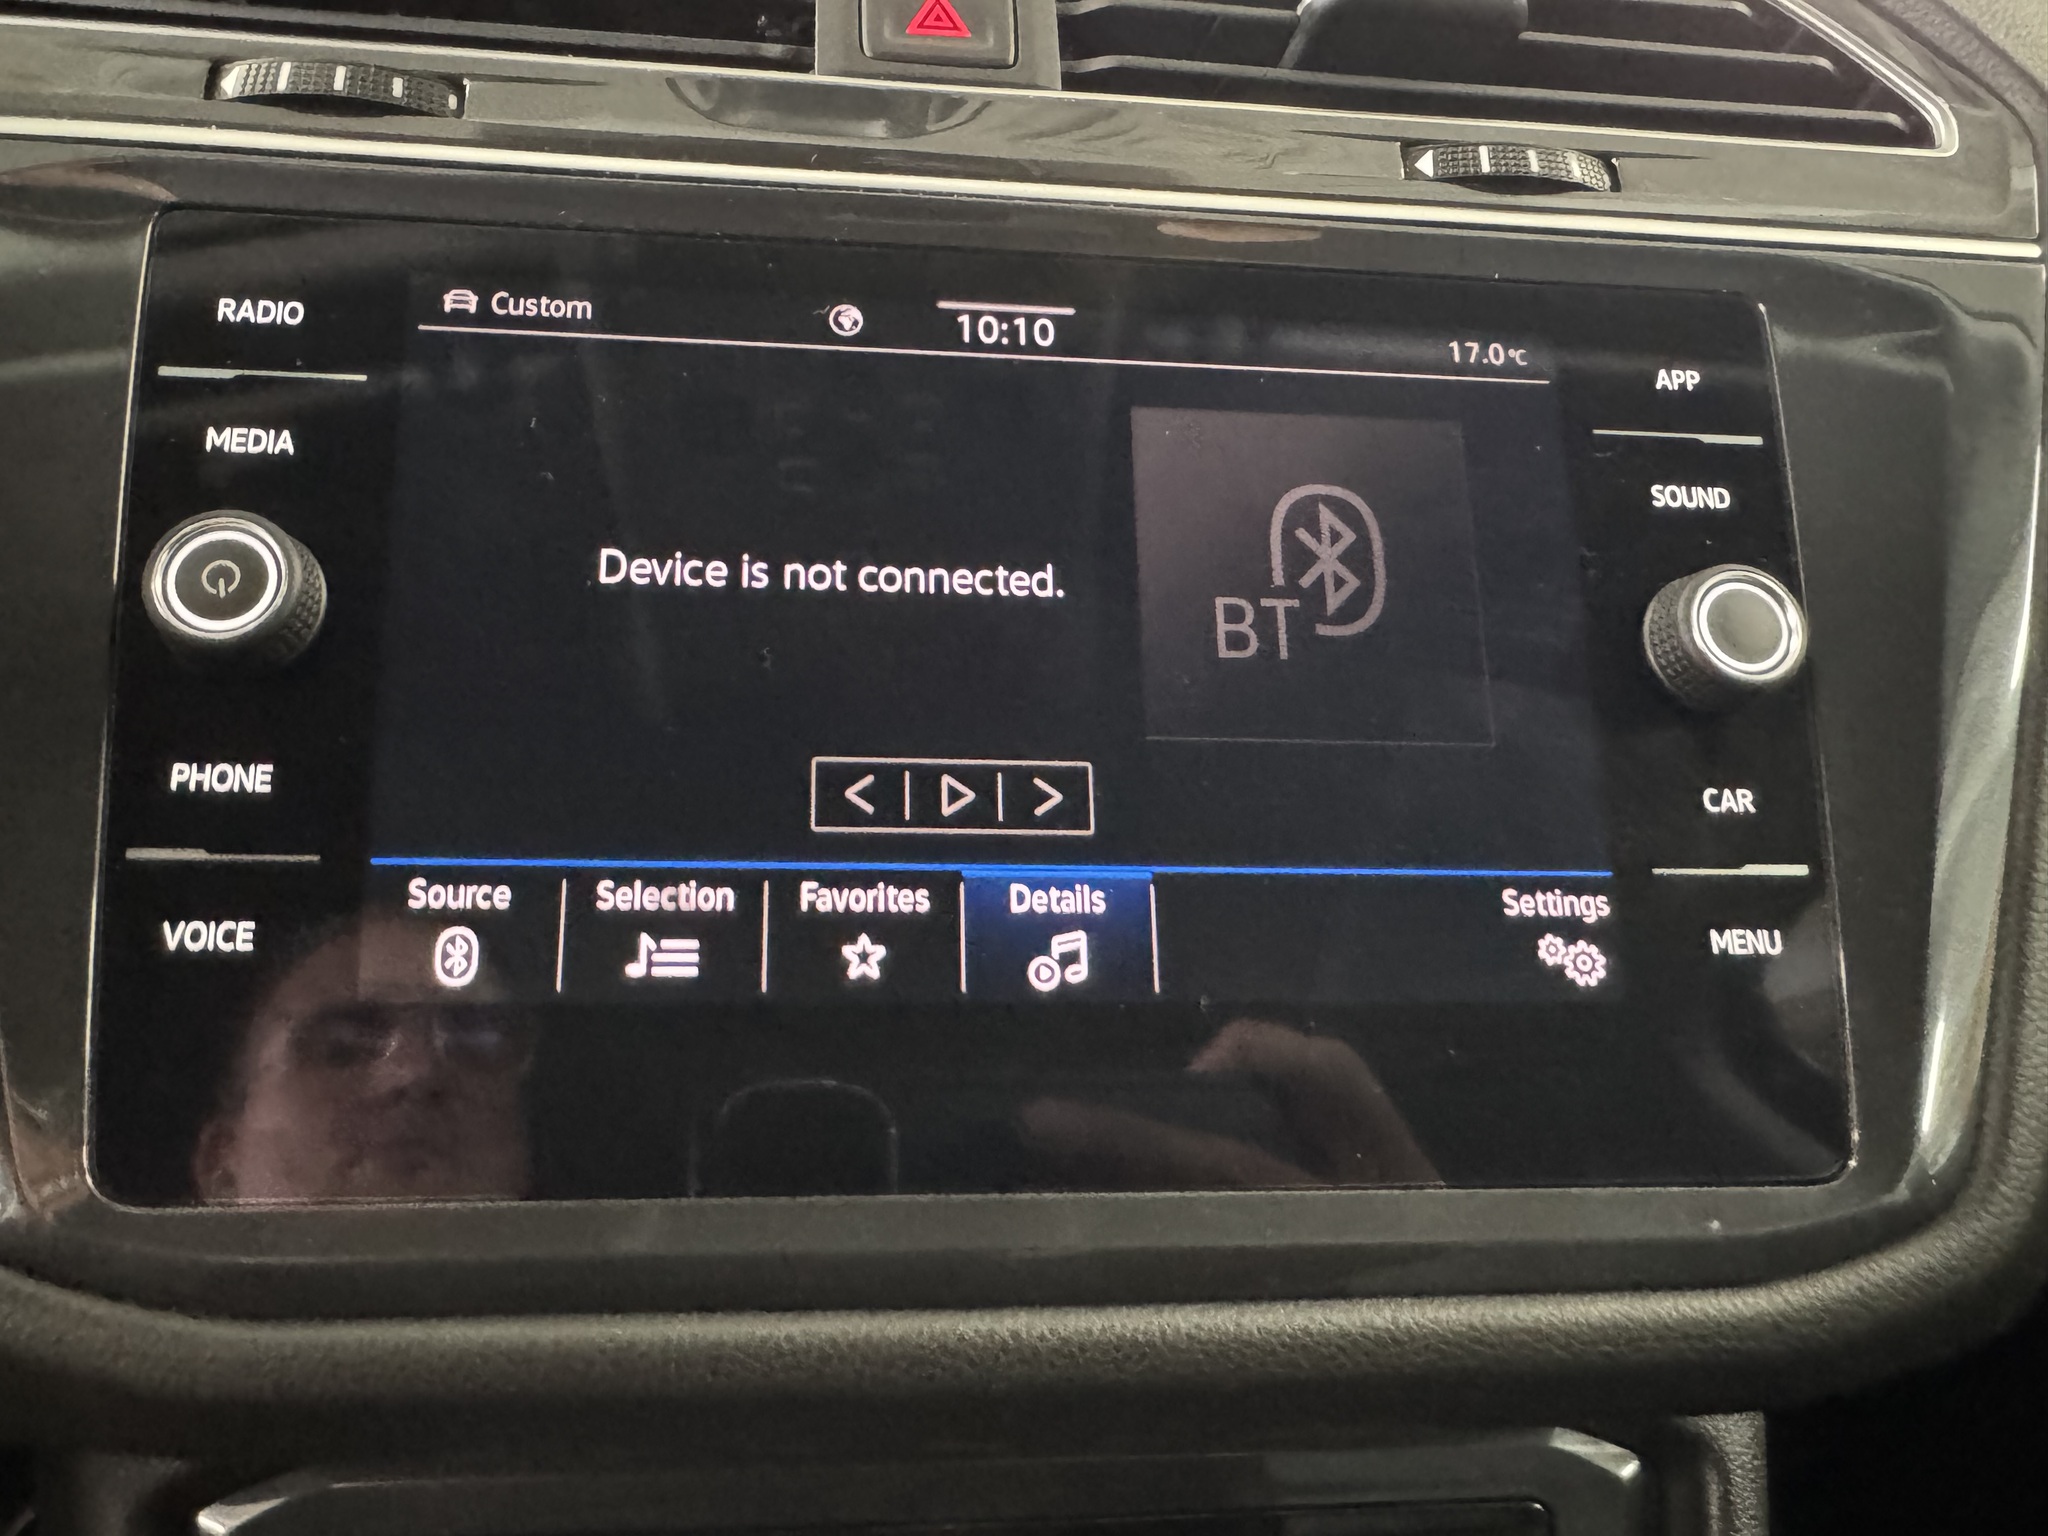 Custom
10:10
17.0°C
RADIO
MEDIA
PHONE
VOICE
Device is not connected.
BT
Source
Selection
Favorites
Details
Settings
APP
SOUND
CAR
MENU